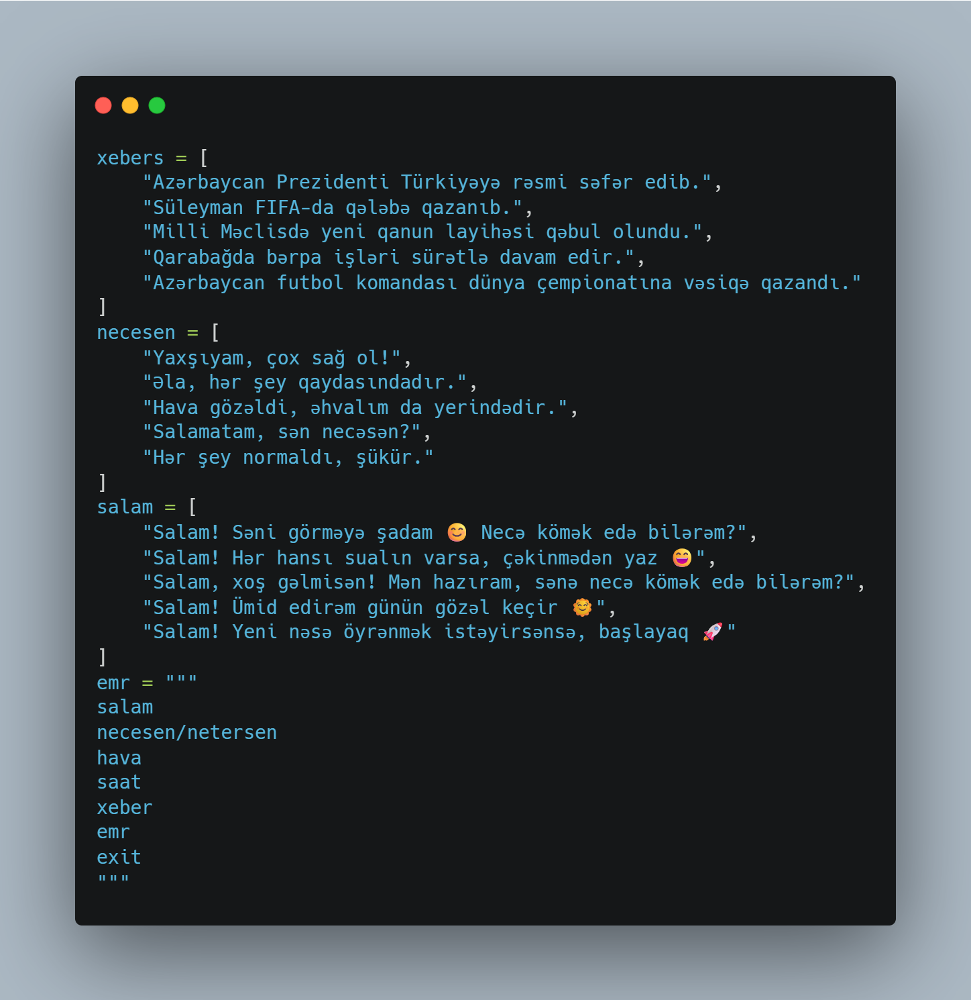 xebers = [
    "Azərbaycan Prezidenti Türkiyəyə rəsmi səfər edib.",
    "Süleyman FIFA-da qələbə qazanıb.",
    "Milli Məclisdə yeni qanun layihəsi qəbul olundu.",
    "Qarabağda bərpa işləri sürətlə davam edir.",
    "Azərbaycan futbol komandası dünya çempionatına vəsiqə qazandı."
]
necesen = [
    "Yaxşıyam, çox sağ ol!",
    "Əla, hər şey qaydasındadır.",
    "Hava gözəldi, əhvalım da yerindədir.",
    "Salamatam, sən necəsən?",
    "Hər şey normaldı, şükür."
]
salam = [
    "Salam! Səni görməyə şadam 😊 Necə kömək edə bilərəm?",
    "Salam! Hər hansı sualın varsa, çəkinmədən yaz 😄",
    "Salam, xoş gəlmisən! Mən hazıram, sənə necə kömək edə bilərəm?",
    "Salam! Ümid edirəm günün gözəl keçir 🌞",
    "Salam! Yeni nəsə öyrənmək istəyirsənsə, başlayaq 🚀"
]
emr = """
salam
necesen/netersen
hava
saat
xeber
emr
exit
"""